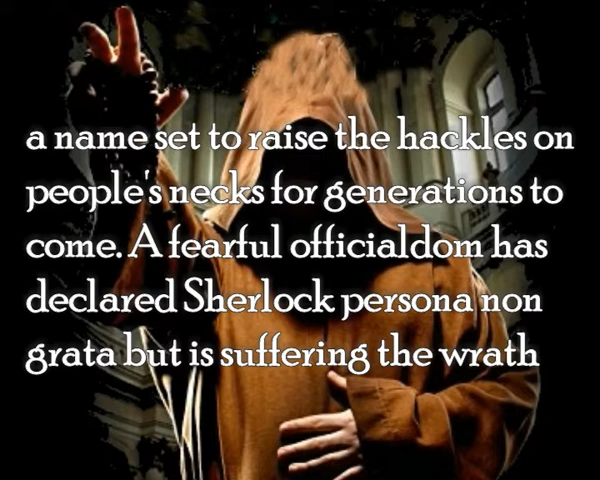 a name set to raise the hackles on
people's necks for generations to
come. A fearful officialdom has
declared Sherlock persona non
grata but is suffering the wrath